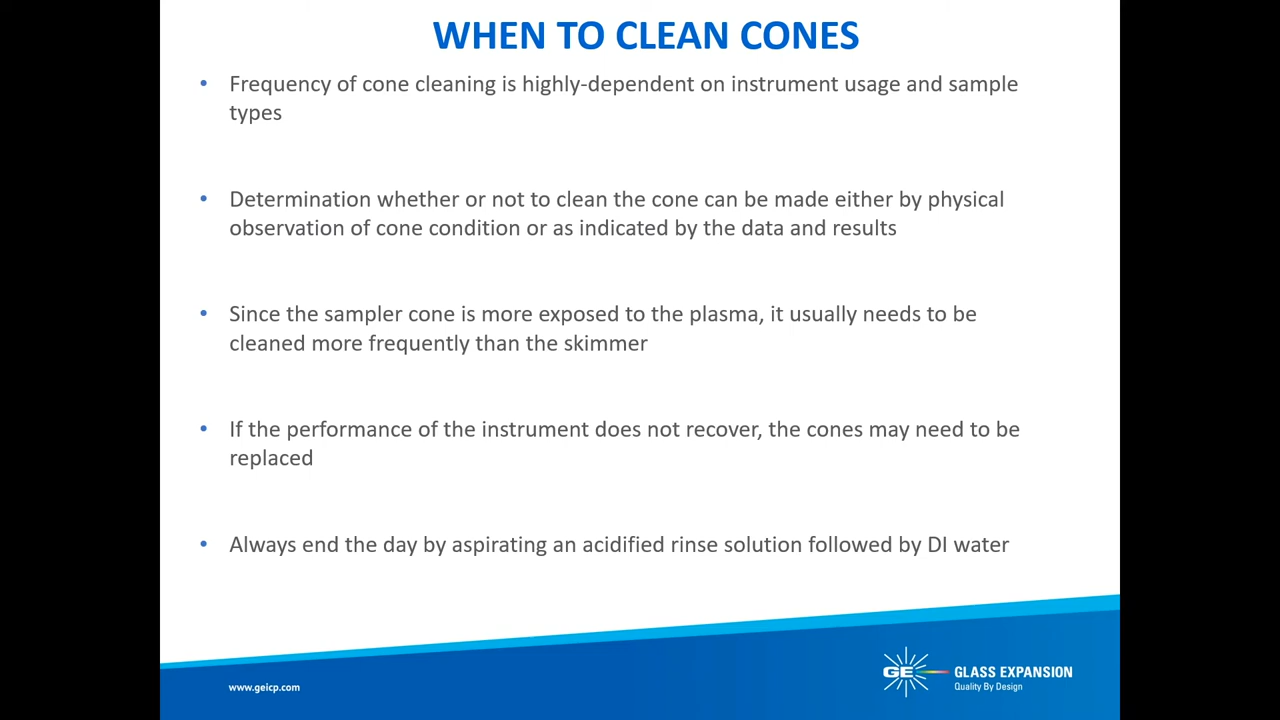 WHEN TO CLEAN CONES
• Frequency of cone cleaning is highly-dependent on instrument usage and sample
types
• Determination whether or not to clean the cone can be made either by physical
observation of cone condition or as indicated by the data and results
• Since the sampler cone is more exposed to the plasma, it usually needs to be
cleaned more frequently than the skimmer
• If the performance of the instrument does not recover, the cones may need to be
replaced
• Always end the day by aspirating an acidified rinse solution followed by DI water
www.geicp.com
GE GLASS EXPANSION
Quality By Design